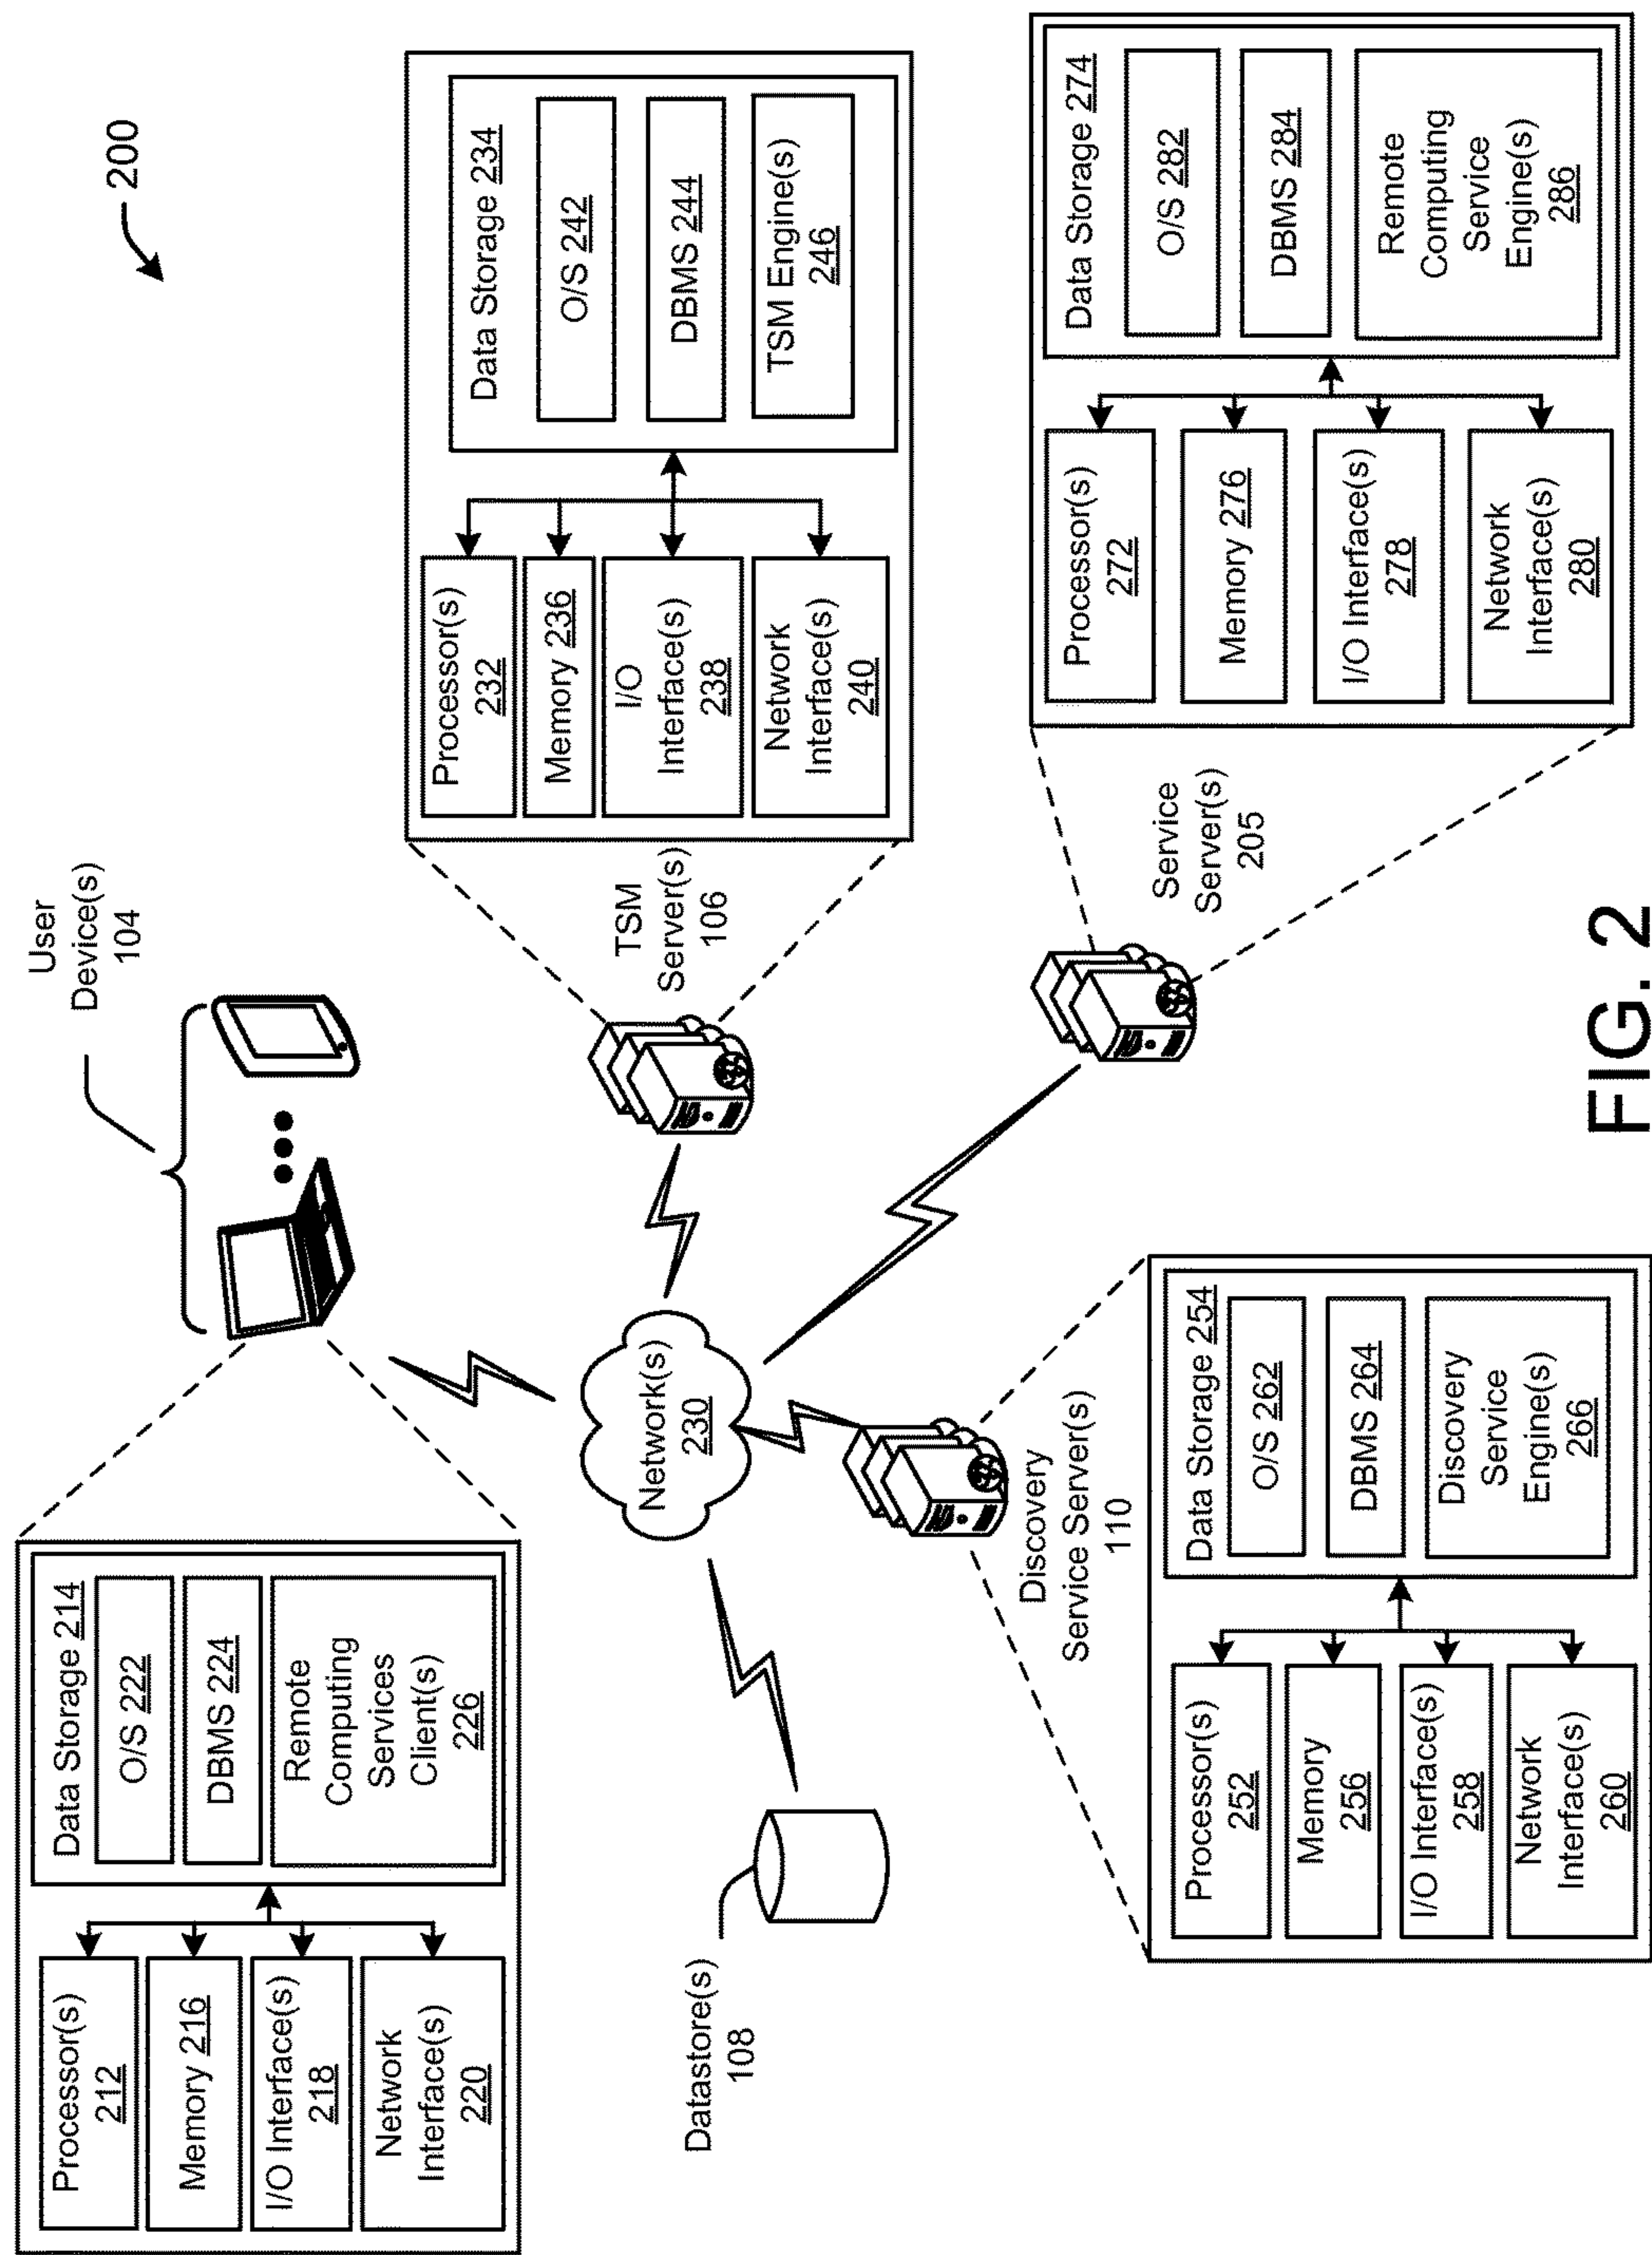 200
User
Device(s)
104
Processor(s)
212
Memory 216
I/O Interface(s)
218
Network
Interface(s)
220
Data Storage 214
O/S 222
DBMS 224
Remote
Computing
Services
Client(s)
226
Network(s)
230
Datastore(s)
108
TSM
Server(s)
106
Processor(s)
232
Memory 236
I/O
Interface(s)
238
Network
Interface(s)
240
Data Storage 234
O/S 242
DBMS 244
TSM Engine(s)
246
Discovery
Service Server(s)
110
Processor(s)
252
Memory
256
I/O Interface(s)
258
Network
Interface(s)
260
Data Storage 254
O/S 262
DBMS 264
Discovery
Service
Engine(s)
266
Service
Server(s)
205
Processor(s)
272
Memory 276
I/O Interface(s)
278
Network
Interface(s)
280
Data Storage 274
O/S 282
DBMS 284
Remote
Computing
Service
Engine(s)
286
FIG. 2